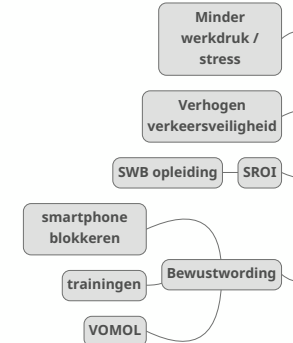 Minder
werkdruk /
stress
Verhogen
verkeersveiligheid
SWB opleiding
SROI
smartphone
blokkeren
Bewustwording
trainingen
VOMOL